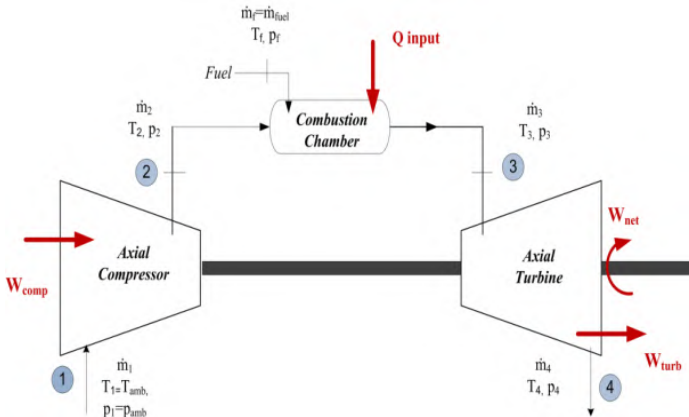 ṁf=ṁfuel
Tf, pf
Fuel
Q input
ṁ2
T2, p2
Combustion
Chamber
ṁ3
T3, p3
2
3
Axial
Compressor
Wcomp
Axial
Turbine
Wnet
Wturb
1
ṁ1
T1=Tamb,
p1=pamb
ṁ4
T4, p4
4